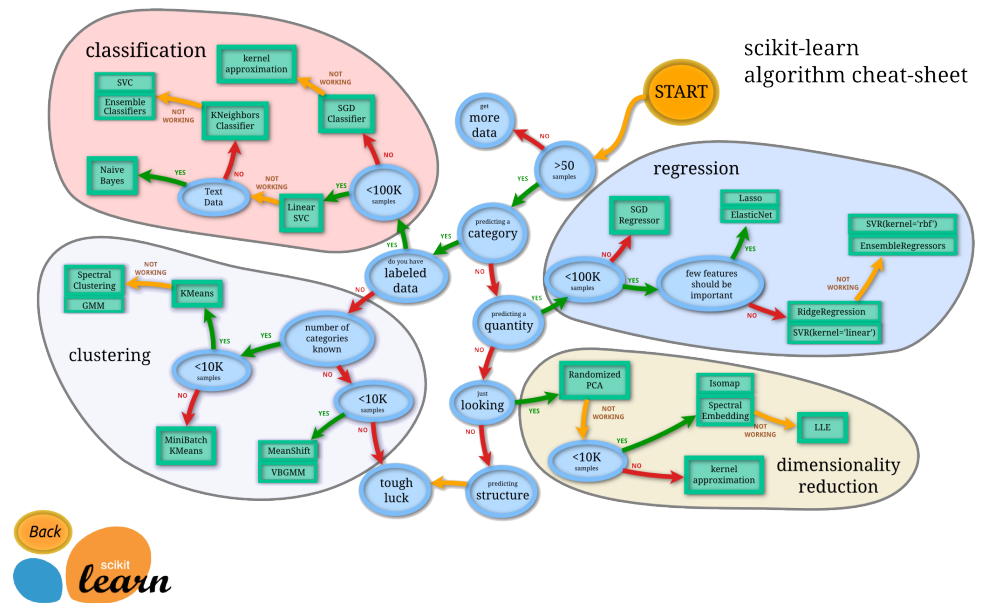 scikit-learn
algorithm cheat-sheet
START
get
more
data
NO
>50
samples
YES
predicting a
category
YES
NO
do you have
labeled
data
YES
NO
predicting a
quantity
YES
NO
just
looking
YES
NO
predicting
structure
tough
luck
classification
kernel
approximation
NOT
WORKING
SGD
Classifier
NO
<100K
samples
YES
Linear
SVC
NOT
WORKING
Text
Data
YES
Naive
Bayes
NO
KNeighbors
Classifier
NOT
WORKING
SVC
Ensemble
Classifiers
clustering
number of
categories
known
YES
NO
<10K
samples
YES
KMeans
NOT
WORKING
Spectral
Clustering
GMM
NO
MiniBatch
KMeans
<10K
samples
YES
MeanShift
VBGMM
NO
regression
<100K
samples
NO
SGD
Regressor
YES
few features
should be
important
YES
Lasso
ElasticNet
NO
RidgeRegression
SVR(kernel='linear')
NOT
WORKING
SVR(kernel='rbf')
EnsembleRegressors
dimensionality
reduction
Randomized
PCA
NOT
WORKING
<10K
samples
YES
Isomap
Spectral
Embedding
NOT
WORKING
LLE
NO
kernel
approximation
Back
scikit
learn